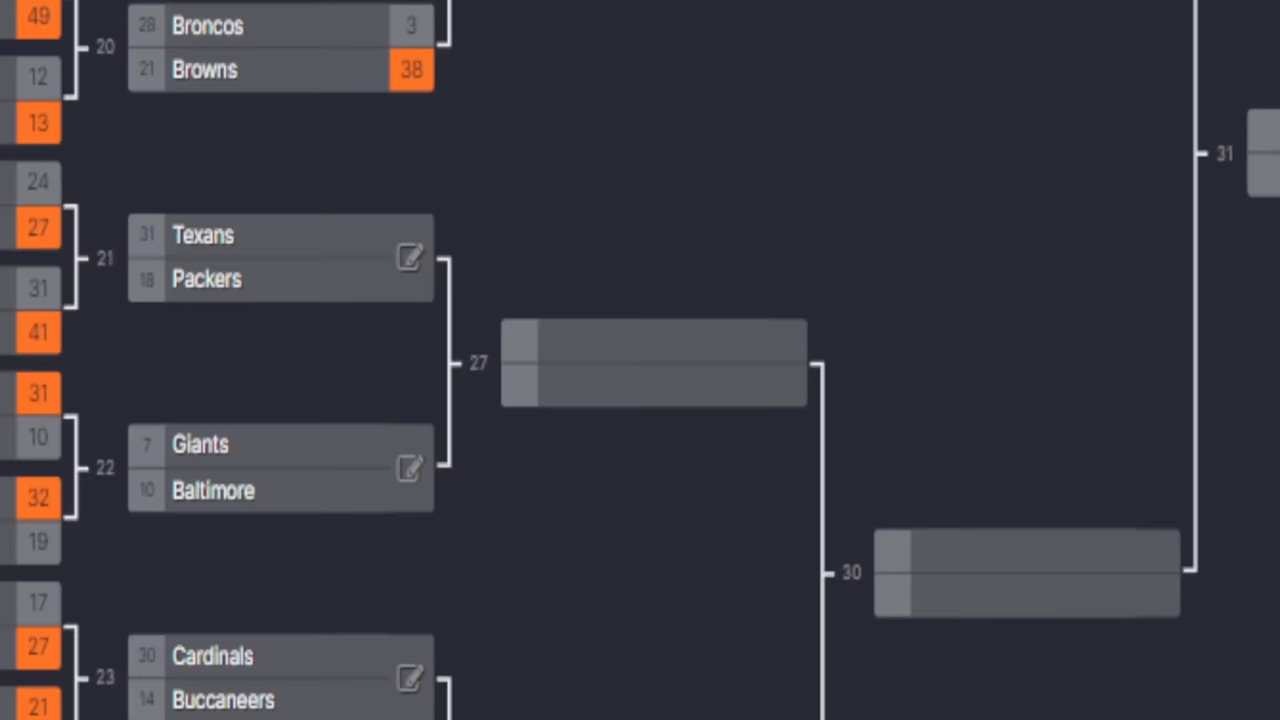 49
12
13
24
27
31
41
31
10
32
19
17
27
21
20
28 Broncos 3
21 Browns 38
21
31 Texans
18 Packers
22
7 Giants
10 Baltimore
23
30 Cardinals
14 Buccaneers
27
30
31